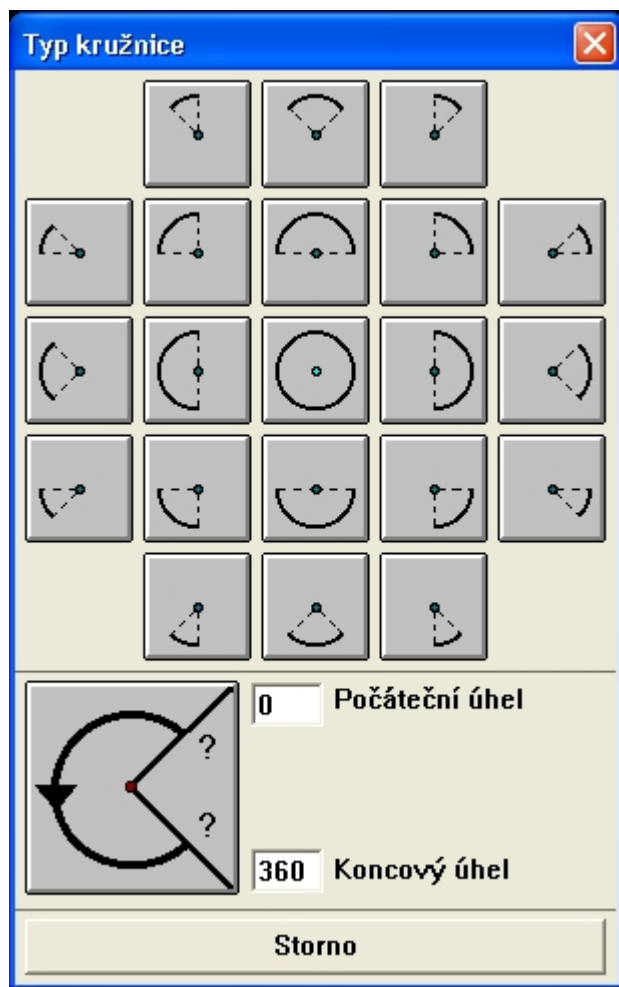 Typ kružnice
?
0 Počáteční úhel
?
360 Koncový úhel
Storno